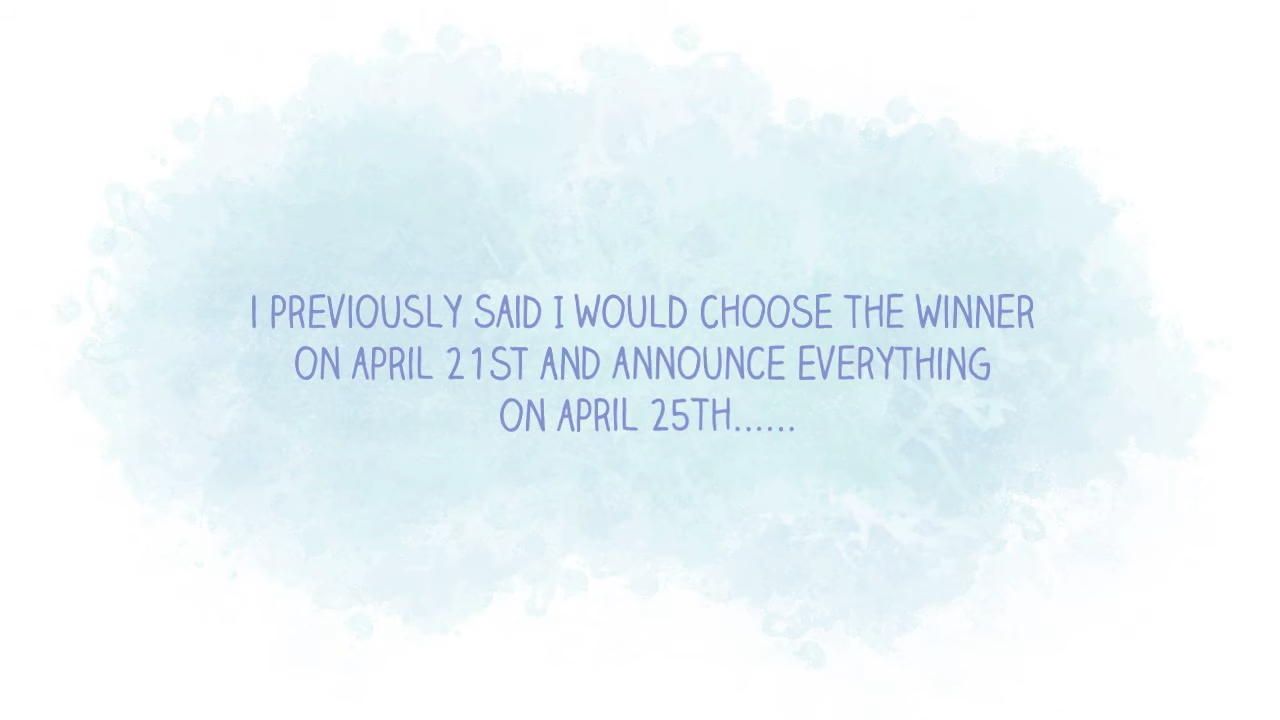 I PREVIOUSLY SAID I WOULD CHOOSE THE WINNER
ON APRIL 21ST AND ANNOUNCE EVERYTHING
ON APRIL 25TH......